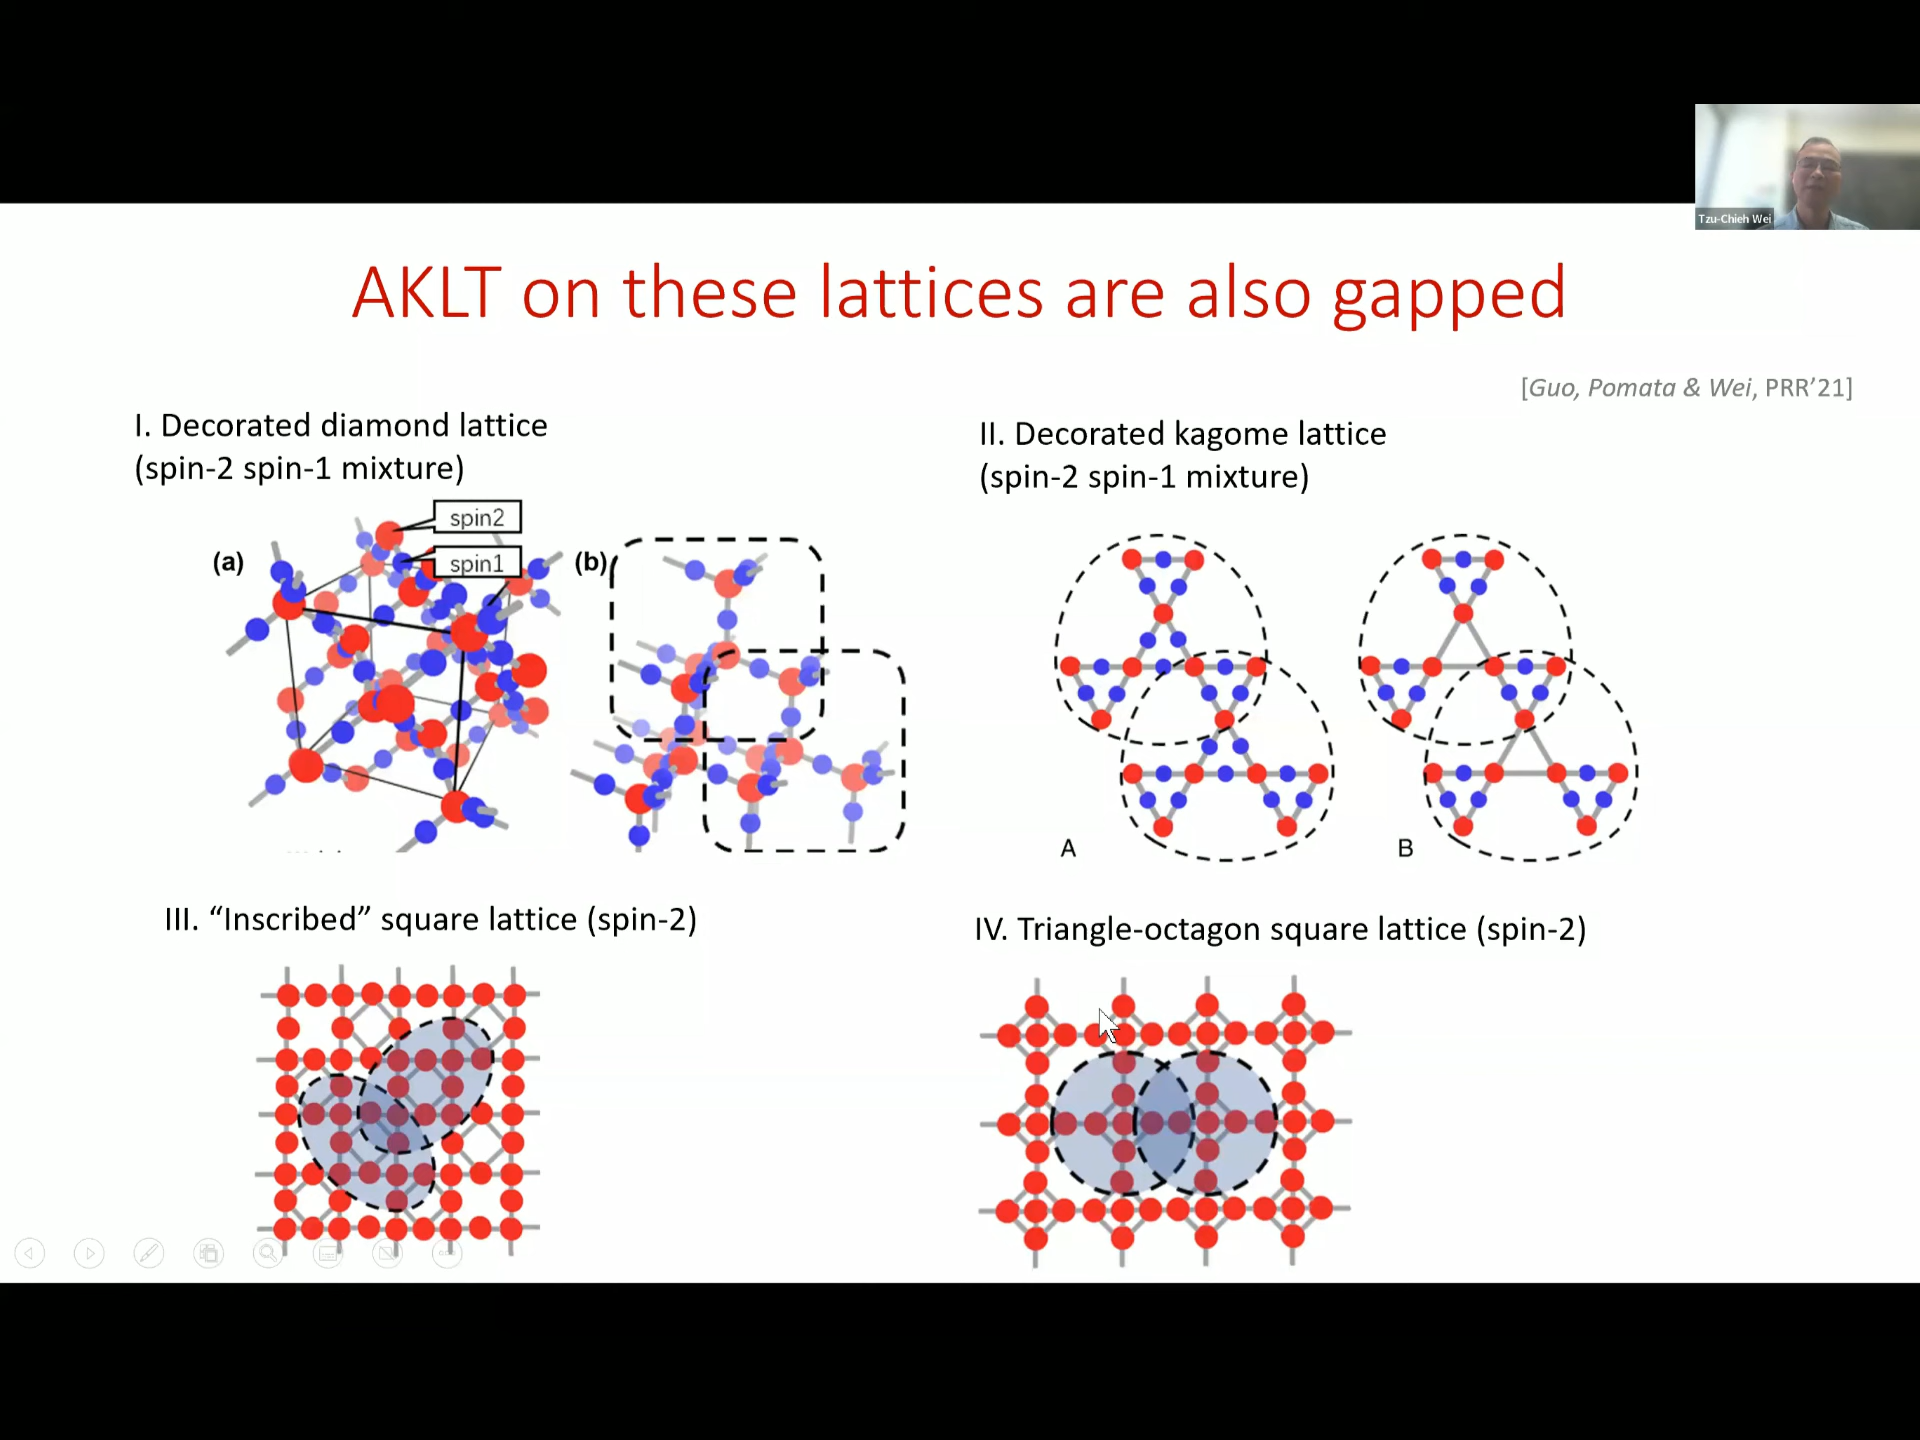 Tzu-Chieh Wei
AKLT on these lattices are also gapped
[Guo, Pomata & Wei, PRR’21]
I. Decorated diamond lattice
(spin-2 spin-1 mixture)
II. Decorated kagome lattice
(spin-2 spin-1 mixture)
spin2
spin1
(a)
(b)
A
B
III. “Inscribed” square lattice (spin-2)
IV. Triangle-octagon square lattice (spin-2)